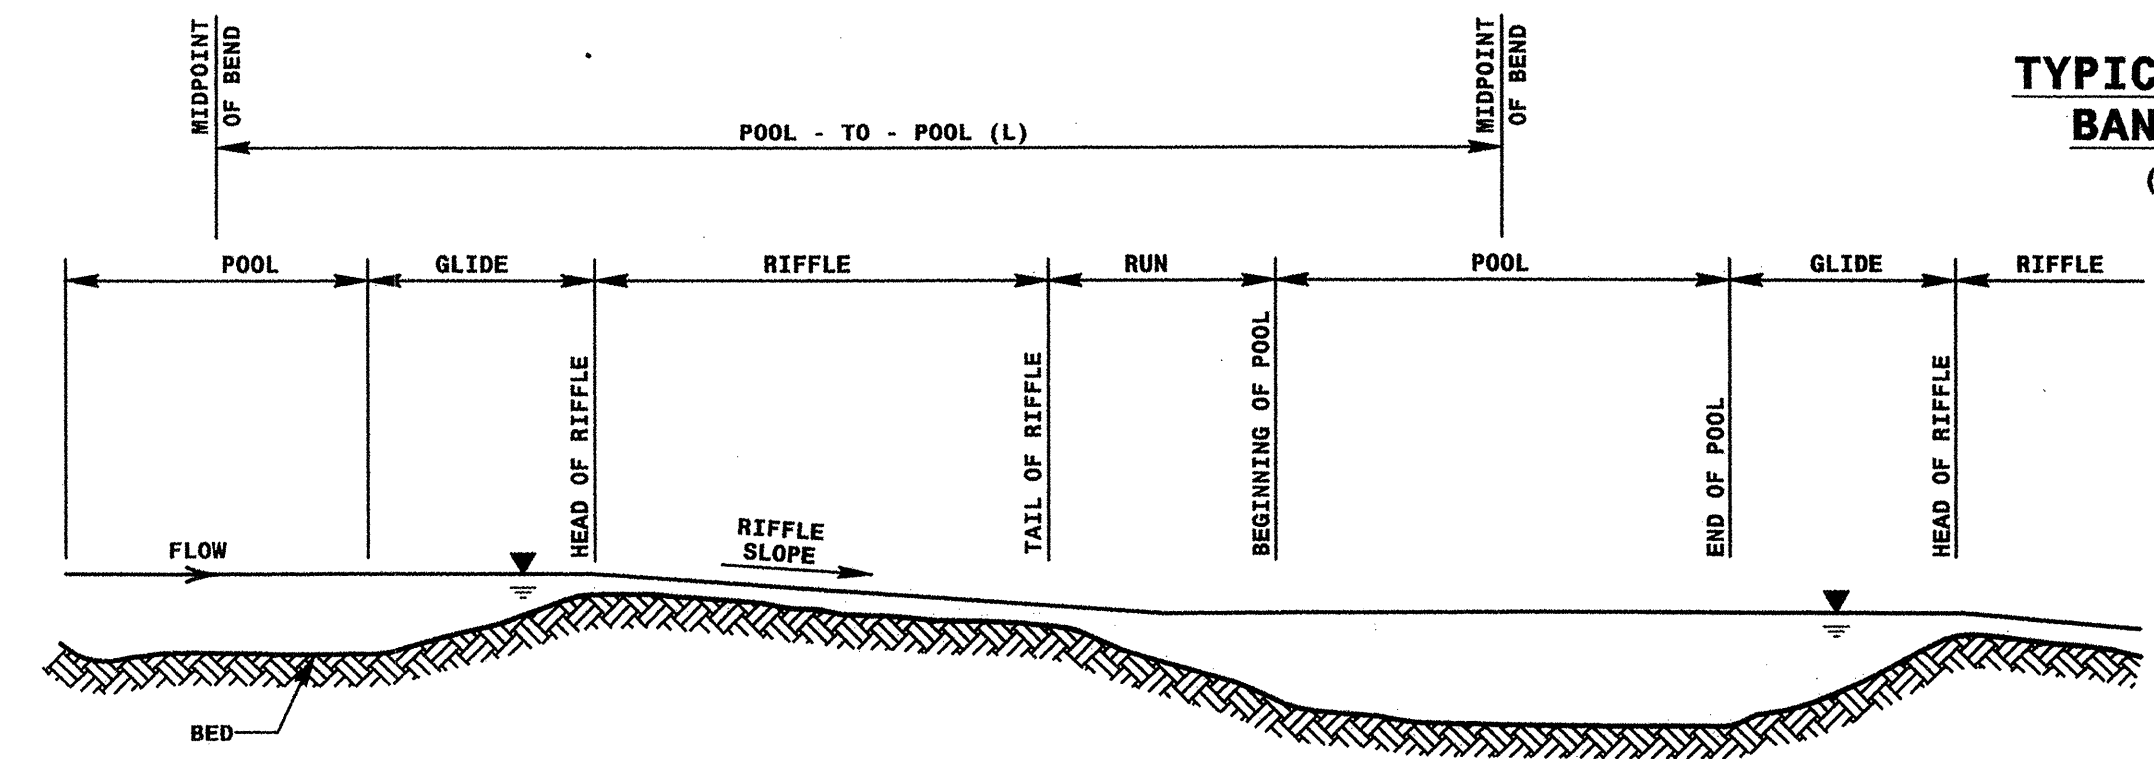 MIDPOINT
OF BEND
MIDPOINT
OF BEND
POOL - TO - POOL (L)
TYPIC
BAN
(
POOL
GLIDE
RIFFLE
RUN
POOL
GLIDE
RIFFLE
HEAD OF RIFFLE
TAIL OF RIFFLE
BEGINNING OF POOL
END OF POOL
HEAD OF RIFFLE
FLOW
RIFFLE
SLOPE
BED